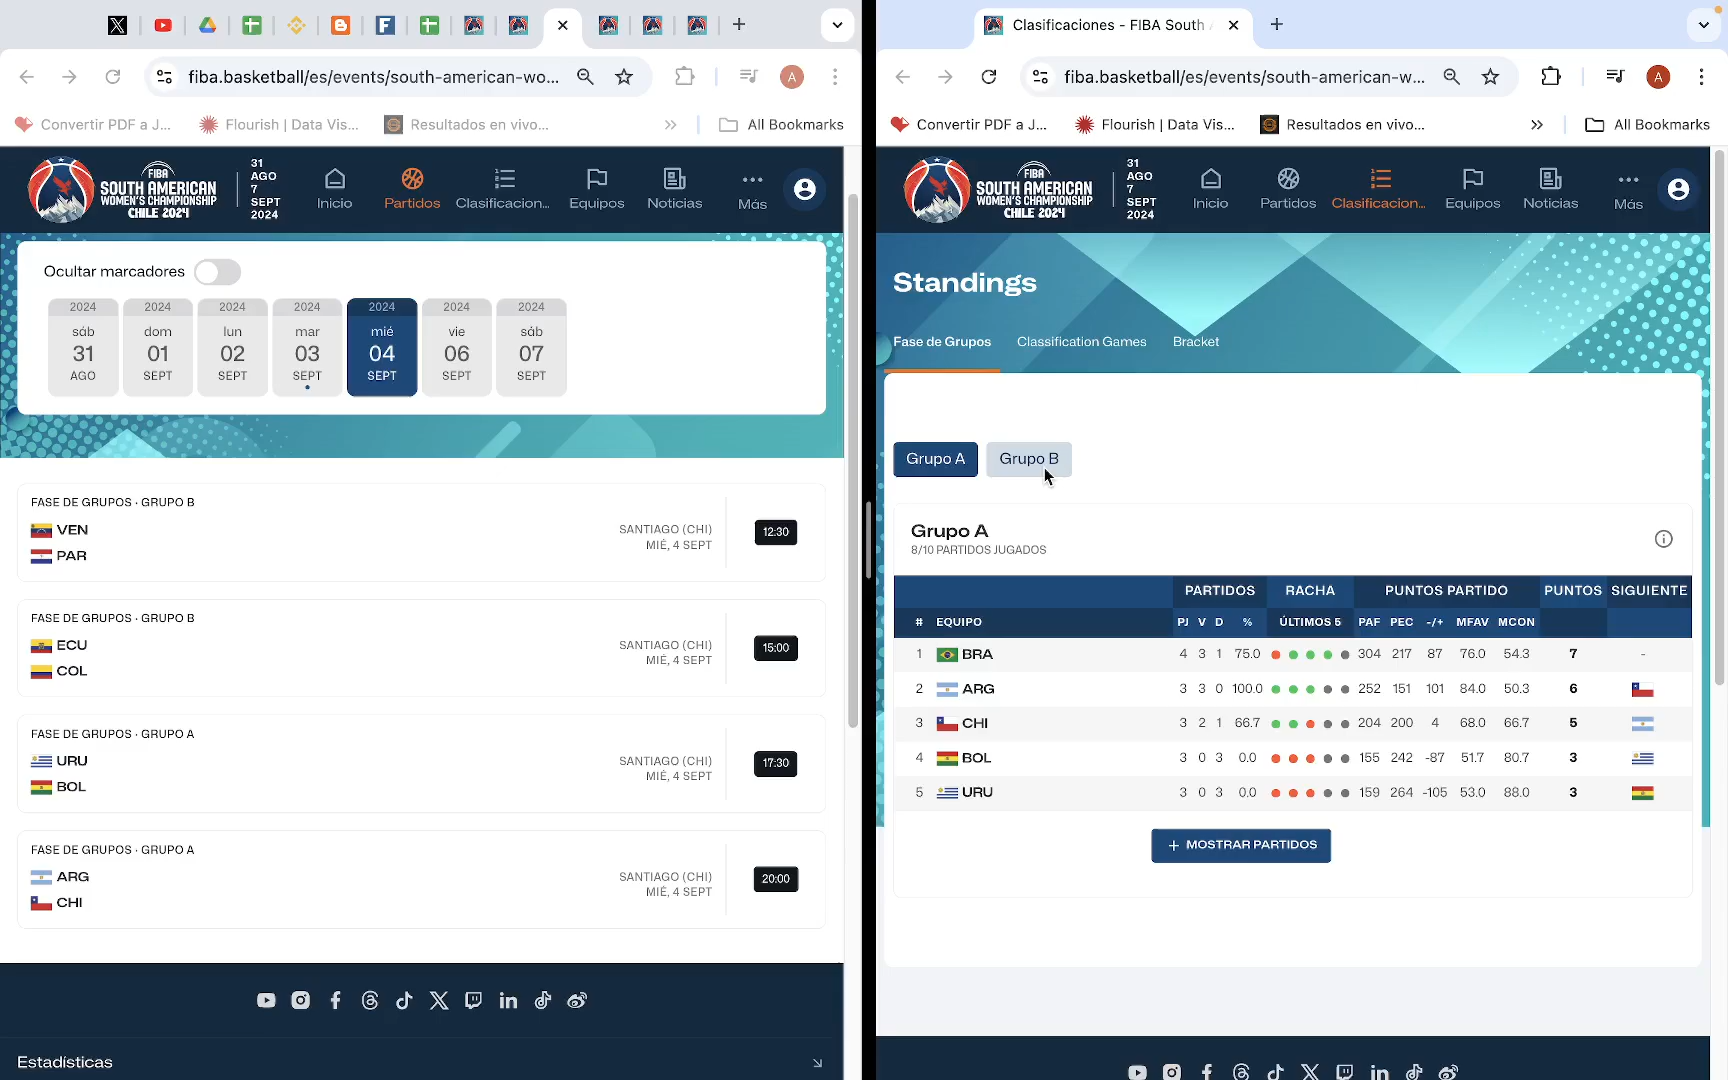 Clasificaciones - FIBA South
fiba.basketball/es/events/south-american-wo...
A
fiba.basketball/es/events/south-american-w...
A
Convertir PDF a J...
Flourish | Data Vis...
Resultados en vivo...
All Bookmarks
Convertir PDF a J...
Flourish | Data Vis...
Resultados en vivo...
All Bookmarks
FIBA
SOUTH AMERICAN
WOMEN'S CHAMPIONSHIP
CHILE 2024
31
AGO
7
SEPT
2024
Inicio
Partidos
Clasificacion...
Equipos
Noticias
Más
Ocultar marcadores
2024 2024 2024 2024 2024 2024 2024
sáb dom lun mar mié vie sáb
31 01 02 03 04 06 07
AGO SEPT SEPT SEPT SEPT SEPT SEPT
FASE DE GRUPOS · GRUPO B
VEN
PAR
SANTIAGO (CHI)
MIÉ, 4 SEPT
12:30
FASE DE GRUPOS · GRUPO B
ECU
COL
SANTIAGO (CHI)
MIÉ, 4 SEPT
15:00
FASE DE GRUPOS · GRUPO A
URU
BOL
SANTIAGO (CHI)
MIÉ, 4 SEPT
17:30
FASE DE GRUPOS · GRUPO A
ARG
CHI
SANTIAGO (CHI)
MIÉ, 4 SEPT
20:00
Estadísticas
FIBA
SOUTH AMERICAN
WOMEN'S CHAMPIONSHIP
CHILE 2024
31
AGO
7
SEPT
2024
Inicio
Partidos
Clasificacion...
Equipos
Noticias
Más
Standings
Fase de Grupos Classification Games Bracket
Grupo A Grupo B
Grupo A
8/10 PARTIDOS JUGADOS
PARTIDOS RACHA PUNTOS PARTIDO PUNTOS SIGUIENTE
# EQUIPO PJ V D % ÚLTIMOS 5 PAF PEC -/+ MFAV MCON
1 BRA 4 3 1 75.0 304 217 87 76.0 54.3 7 -
2 ARG 3 3 0 100.0 252 151 101 84.0 50.3 6
3 CHI 3 2 1 66.7 204 200 4 68.0 66.7 5
4 BOL 3 0 3 0.0 155 242 -87 51.7 80.7 3
5 URU 3 0 3 0.0 159 264 -105 53.0 88.0 3
+ MOSTRAR PARTIDOS